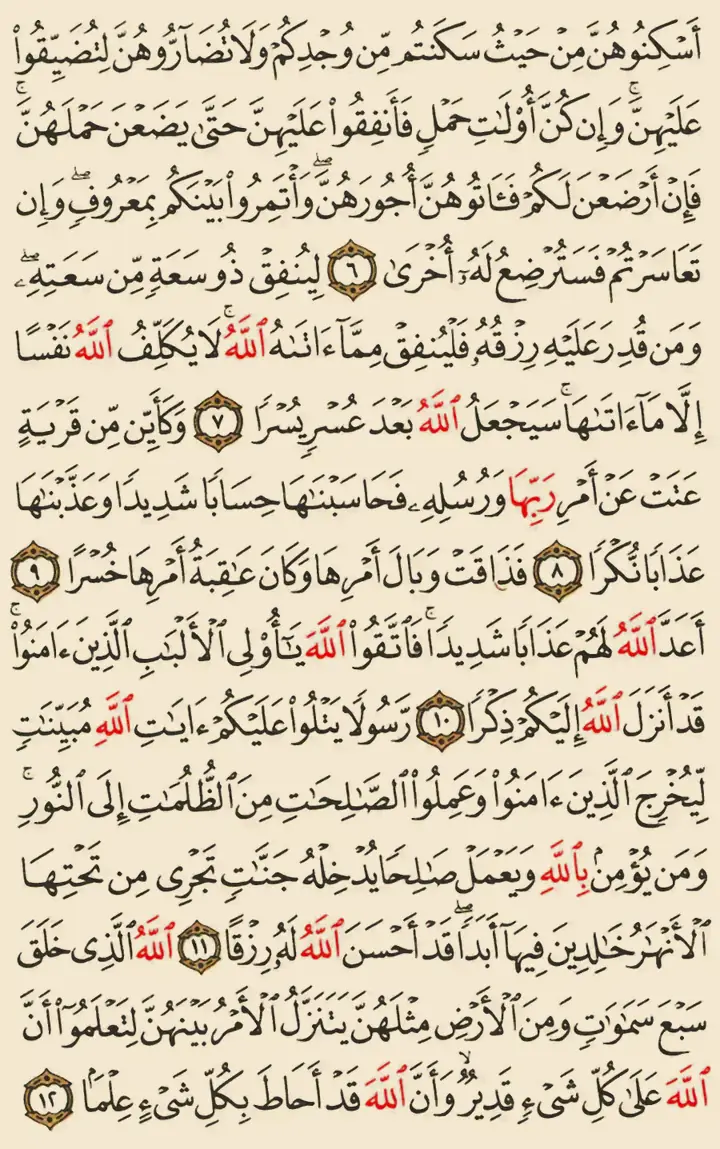 أَسْكِنُوهُنَّ مِنْ حَيْثُ سَكَنتُم مِّن وُجْدِكُمْ وَلَا تُضَآرُّوهُنَّ لِتُضَيِّقُوا۟
عَلَيْهِنَّ ۚ وَإِن كُنَّ أُو۟لَـٰتِ حَمْلٍ فَأَنفِقُوا۟ عَلَيْهِنَّ حَتَّىٰ يَضَعْنَ حَمْلَهُنَّ ۚ
فَإِنْ أَرْضَعْنَ لَكُمْ فَـَٔاتُوهُنَّ أُجُورَهُنَّ ۖ وَأْتَمِرُوا۟ بَيْنَكُم بِمَعْرُوفٍ ۖ وَإِن
تَعَاسَرْتُمْ فَسَتُرْضِعُ لَهُۥٓ أُخْرَىٰ ٦ لِيُنفِقْ ذُو سَعَةٍ مِّن سَعَتِهِۦ ۖ
وَمَن قُدِرَ عَلَيْهِ رِزْقُهُۥ فَلْيُنفِقْ مِمَّآ ءَاتَىٰهُ ٱللَّهُ ۚ لَا يُكَلِّفُ ٱللَّهُ نَفْسًا
إِلَّا مَآ ءَاتَىٰهَا ۚ سَيَجْعَلُ ٱللَّهُ بَعْدَ عُسْرٍ يُسْرًا ٧ وَكَأَيِّن مِّن قَرْيَةٍ
عَتَتْ عَنْ أَمْرِ رَبِّهَا وَرُسُلِهِۦ فَحَاسَبْنَـٰهَا حِسَابًا شَدِيدًا وَعَذَّبْنَـٰهَا
عَذَابًا نُّكْرًا ٨ فَذَاقَتْ وَبَالَ أَمْرِهَا وَكَانَ عَـٰقِبَةُ أَمْرِهَا خُسْرًا ٩
أَعَدَّ ٱللَّهُ لَهُمْ عَذَابًا شَدِيدًا ۖ فَٱتَّقُوا۟ ٱللَّهَ يَـٰٓأُو۟لِى ٱلْأَلْبَـٰبِ ٱلَّذِينَ ءَامَنُوا۟ ۚ
قَدْ أَنزَلَ ٱللَّهُ إِلَيْكُمْ ذِكْرًا ١٠ رَّسُولًا يَتْلُوا۟ عَلَيْكُمْ ءَايَـٰتِ ٱللَّهِ مُبَيِّنَـٰتٍ
لِّيُخْرِجَ ٱلَّذِينَ ءَامَنُوا۟ وَعَمِلُوا۟ ٱلصَّـٰلِحَـٰتِ مِنَ ٱلظُّلُمَـٰتِ إِلَى ٱلنُّورِ ۚ
وَمَن يُؤْمِنۢ بِٱللَّهِ وَيَعْمَلْ صَـٰلِحًا يُدْخِلْهُ جَنَّـٰتٍ تَجْرِى مِن تَحْتِهَا
ٱلْأَنْهَـٰرُ خَـٰلِدِينَ فِيهَآ أَبَدًا ۖ قَدْ أَحْسَنَ ٱللَّهُ لَهُۥ رِزْقًا ١١ ٱللَّهُ ٱلَّذِى خَلَقَ
سَبْعَ سَمَـٰوَٰتٍ وَمِنَ ٱلْأَرْضِ مِثْلَهُنَّ يَتَنَزَّلُ ٱلْأَمْرُ بَيْنَهُنَّ لِتَعْلَمُوٓا۟ أَنَّ
ٱللَّهَ عَلَىٰ كُلِّ شَىْءٍ قَدِيرٌ ۙ وَأَنَّ ٱللَّهَ قَدْ أَحَاطَ بِكُلِّ شَىْءٍ عِلْمًۢا ١٢